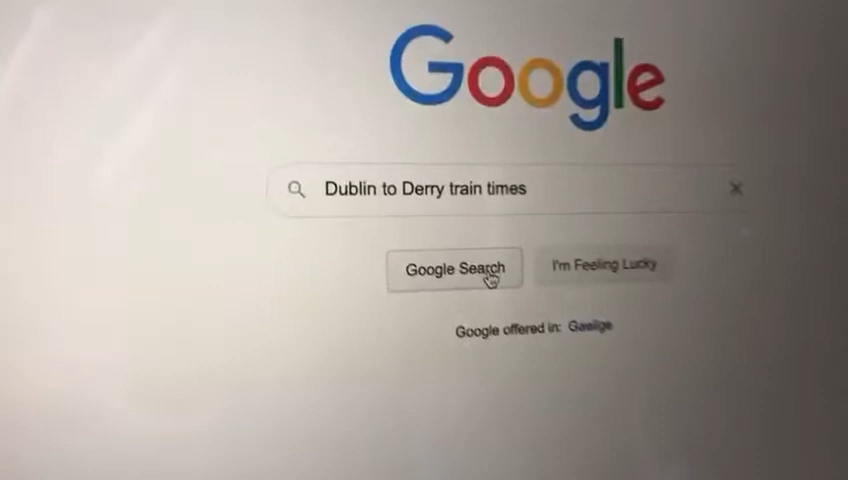 Google
Dublin to Derry train times
Google Search
I'm Feeling Lucky
Google offered in: Gaeilge